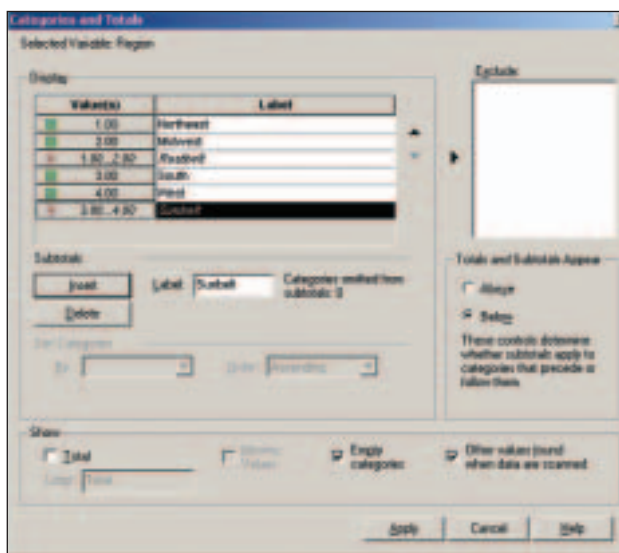 Categories and Totals
Selected Variable: Region
Display
Value(s) Label
1.00 Northeast
2.00 Midwest
1.00...2.00
3.00 South
4.00 West
3.00...4.00 Sunbelt
Subtotals
Insert
Label: Sunbelt
Categories omitted from
subtotals: 0
Delete
Sort Categories
By: Order: Ascending
Exclude:
Totals and Subtotals Appear
Above
Below
These controls determine
whether subtotals apply to
categories that precede or
follow them.
Show
Total
Label: Total
Missing
Values
Empty
categories
Other values found
when data are scanned
Apply Cancel Help